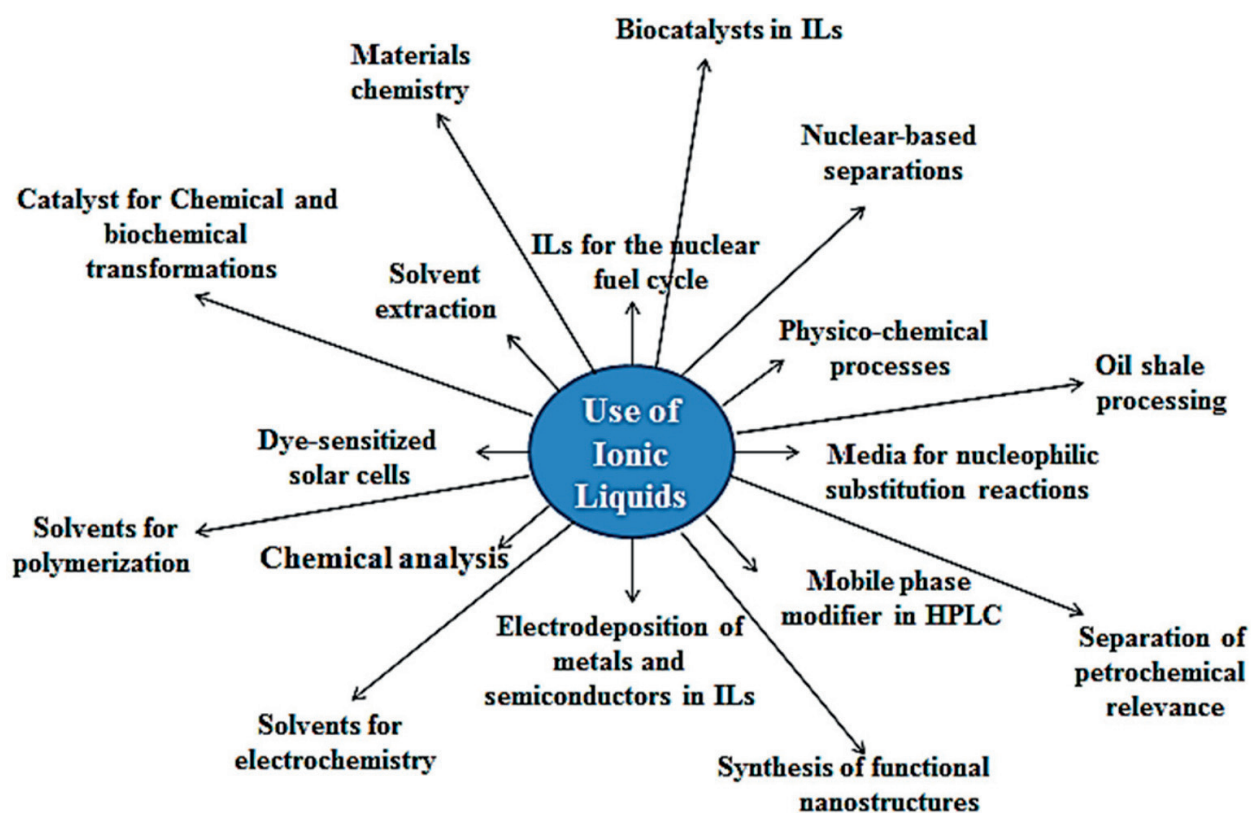 Biocatalysts in ILs
Materials
chemistry
Nuclear-based
separations
Catalyst for Chemical and
biochemical
transformations
ILs for the nuclear
fuel cycle
Solvent
extraction
Physico-chemical
processes
Oil shale
processing
Use of
Ionic
Liquids
Dye-sensitized
solar cells
Media for nucleophilic
substitution reactions
Solvents for
polymerization
Chemical analysis
Mobile phase
modifier in HPLC
Electrodeposition of
metals and
semiconductors in ILs
Separation of
petrochemical
relevance
Solvents for
electrochemistry
Synthesis of functional
nanostructures